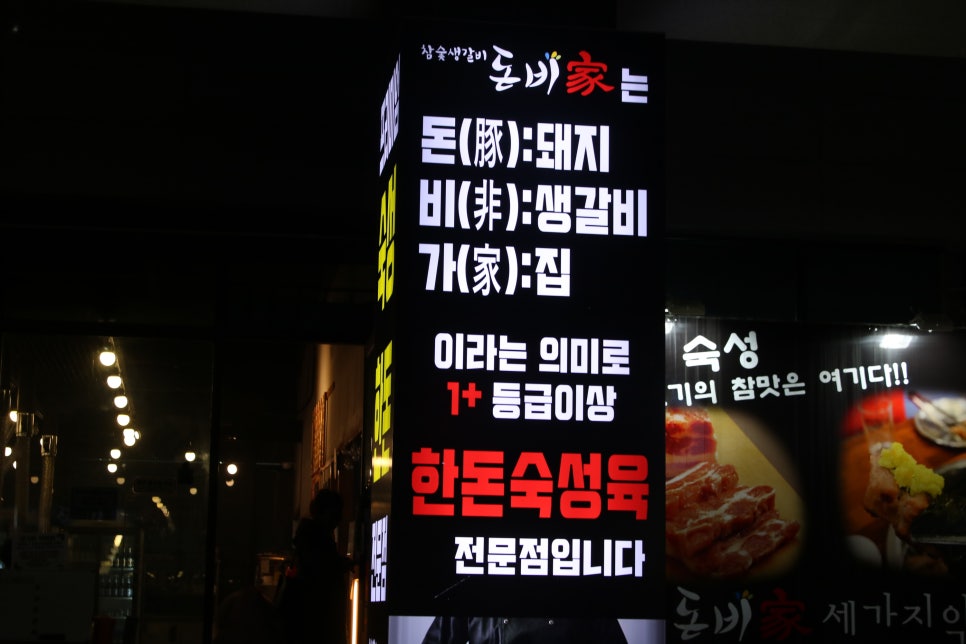 참숯생갈비 돈비家는
돈(豚):돼지
비(非):생갈비
가(家):집
이라는 의미로
1+ 등급이상
한돈숙성육
전문점입니다
숙성
기의 참맛은 여기다!!
돈비家 세가지의